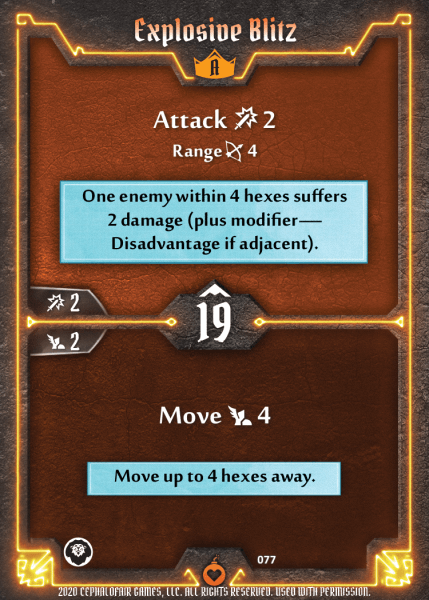 Explosive Blitz
A
Attack 2
Range 4
One enemy within 4 hexes suffers
2 damage (plus modifier—
Disadvantage if adjacent).
2
19
2
Move 4
Move up to 4 hexes away.
077
2020 CEPHALOFAIR GAMES, LLC. ALL RIGHTS RESERVED. USED WITH PERMISSION.